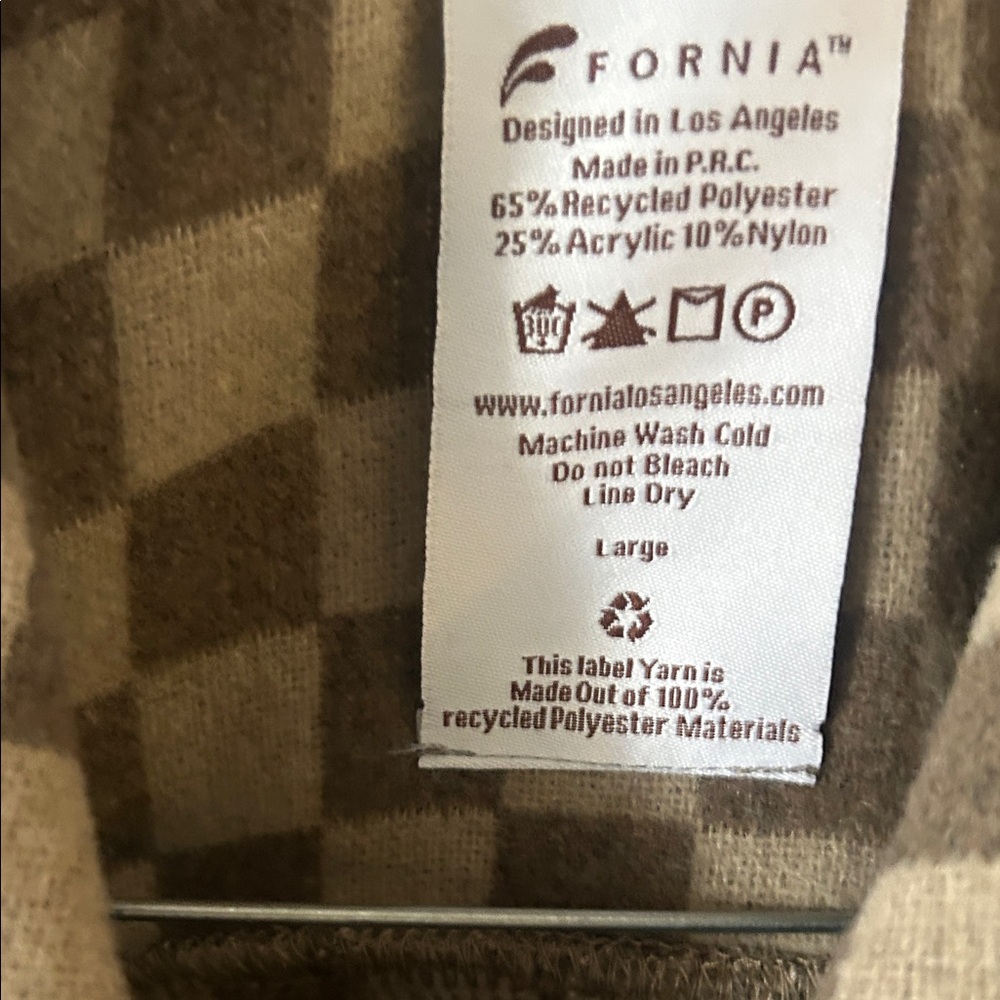 FORNIA™
Designed in Los Angeles
Made in P.R.C.
65% Recycled Polyester
25% Acrylic 10% Nylon
30C
P
www.fornialosangeles.com
Machine Wash Cold
Do not Bleach
Line Dry
Large
This label Yarn is
Made Out of 100%
recycled Polyester Materials